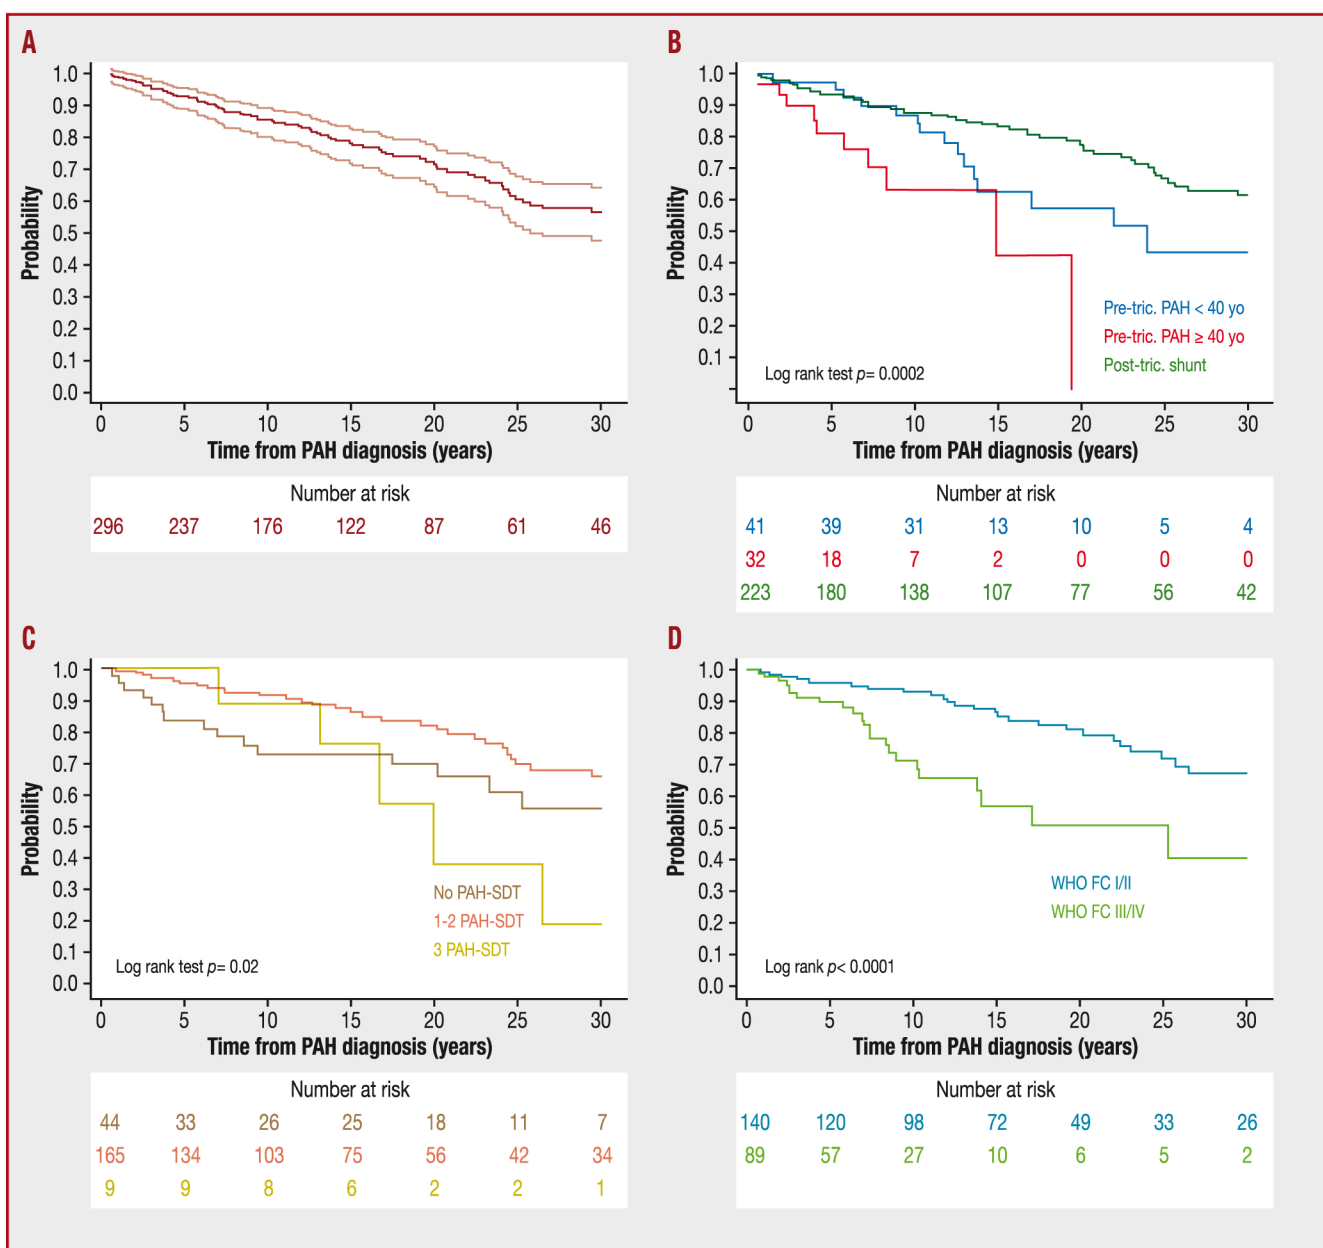 A
Probability
1.0
0.9
0.8
0.7
0.6
0.5
0.4
0.3
0.2
0.1
0.0
0 5 10 15 20 25 30
Time from PAH diagnosis (years)
Number at risk
296 237 176 122 87 61 46
B
Probability
1.0
0.9
0.8
0.7
0.6
0.5
0.4
0.3
0.2
0.1
Pre-tric. PAH < 40 yo
Pre-tric. PAH ≥ 40 yo
Post-tric. shunt
Log rank test p= 0.0002
0 5 10 15 20 25 30
Time from PAH diagnosis (years)
Number at risk
41 39 31 13 10 5 4
32 18 7 2 0 0 0
223 180 138 107 77 56 42
C
Probability
1.0
0.9
0.8
0.7
0.6
0.5
0.4
0.3
0.2
0.1
0.0
No PAH-SDT
1-2 PAH-SDT
3 PAH-SDT
Log rank test p= 0.02
0 5 10 15 20 25 30
Time from PAH diagnosis (years)
Number at risk
44 33 26 25 18 11 7
165 134 103 75 56 42 34
9 9 8 6 2 2 1
D
Probability
1.0
0.9
0.8
0.7
0.6
0.5
0.4
0.3
0.2
0.1
0.0
WHO FC I/II
WHO FC III/IV
Log rank p< 0.0001
0 5 10 15 20 25 30
Time from PAH diagnosis (years)
Number at risk
140 120 98 72 49 33 26
89 57 27 10 6 5 2